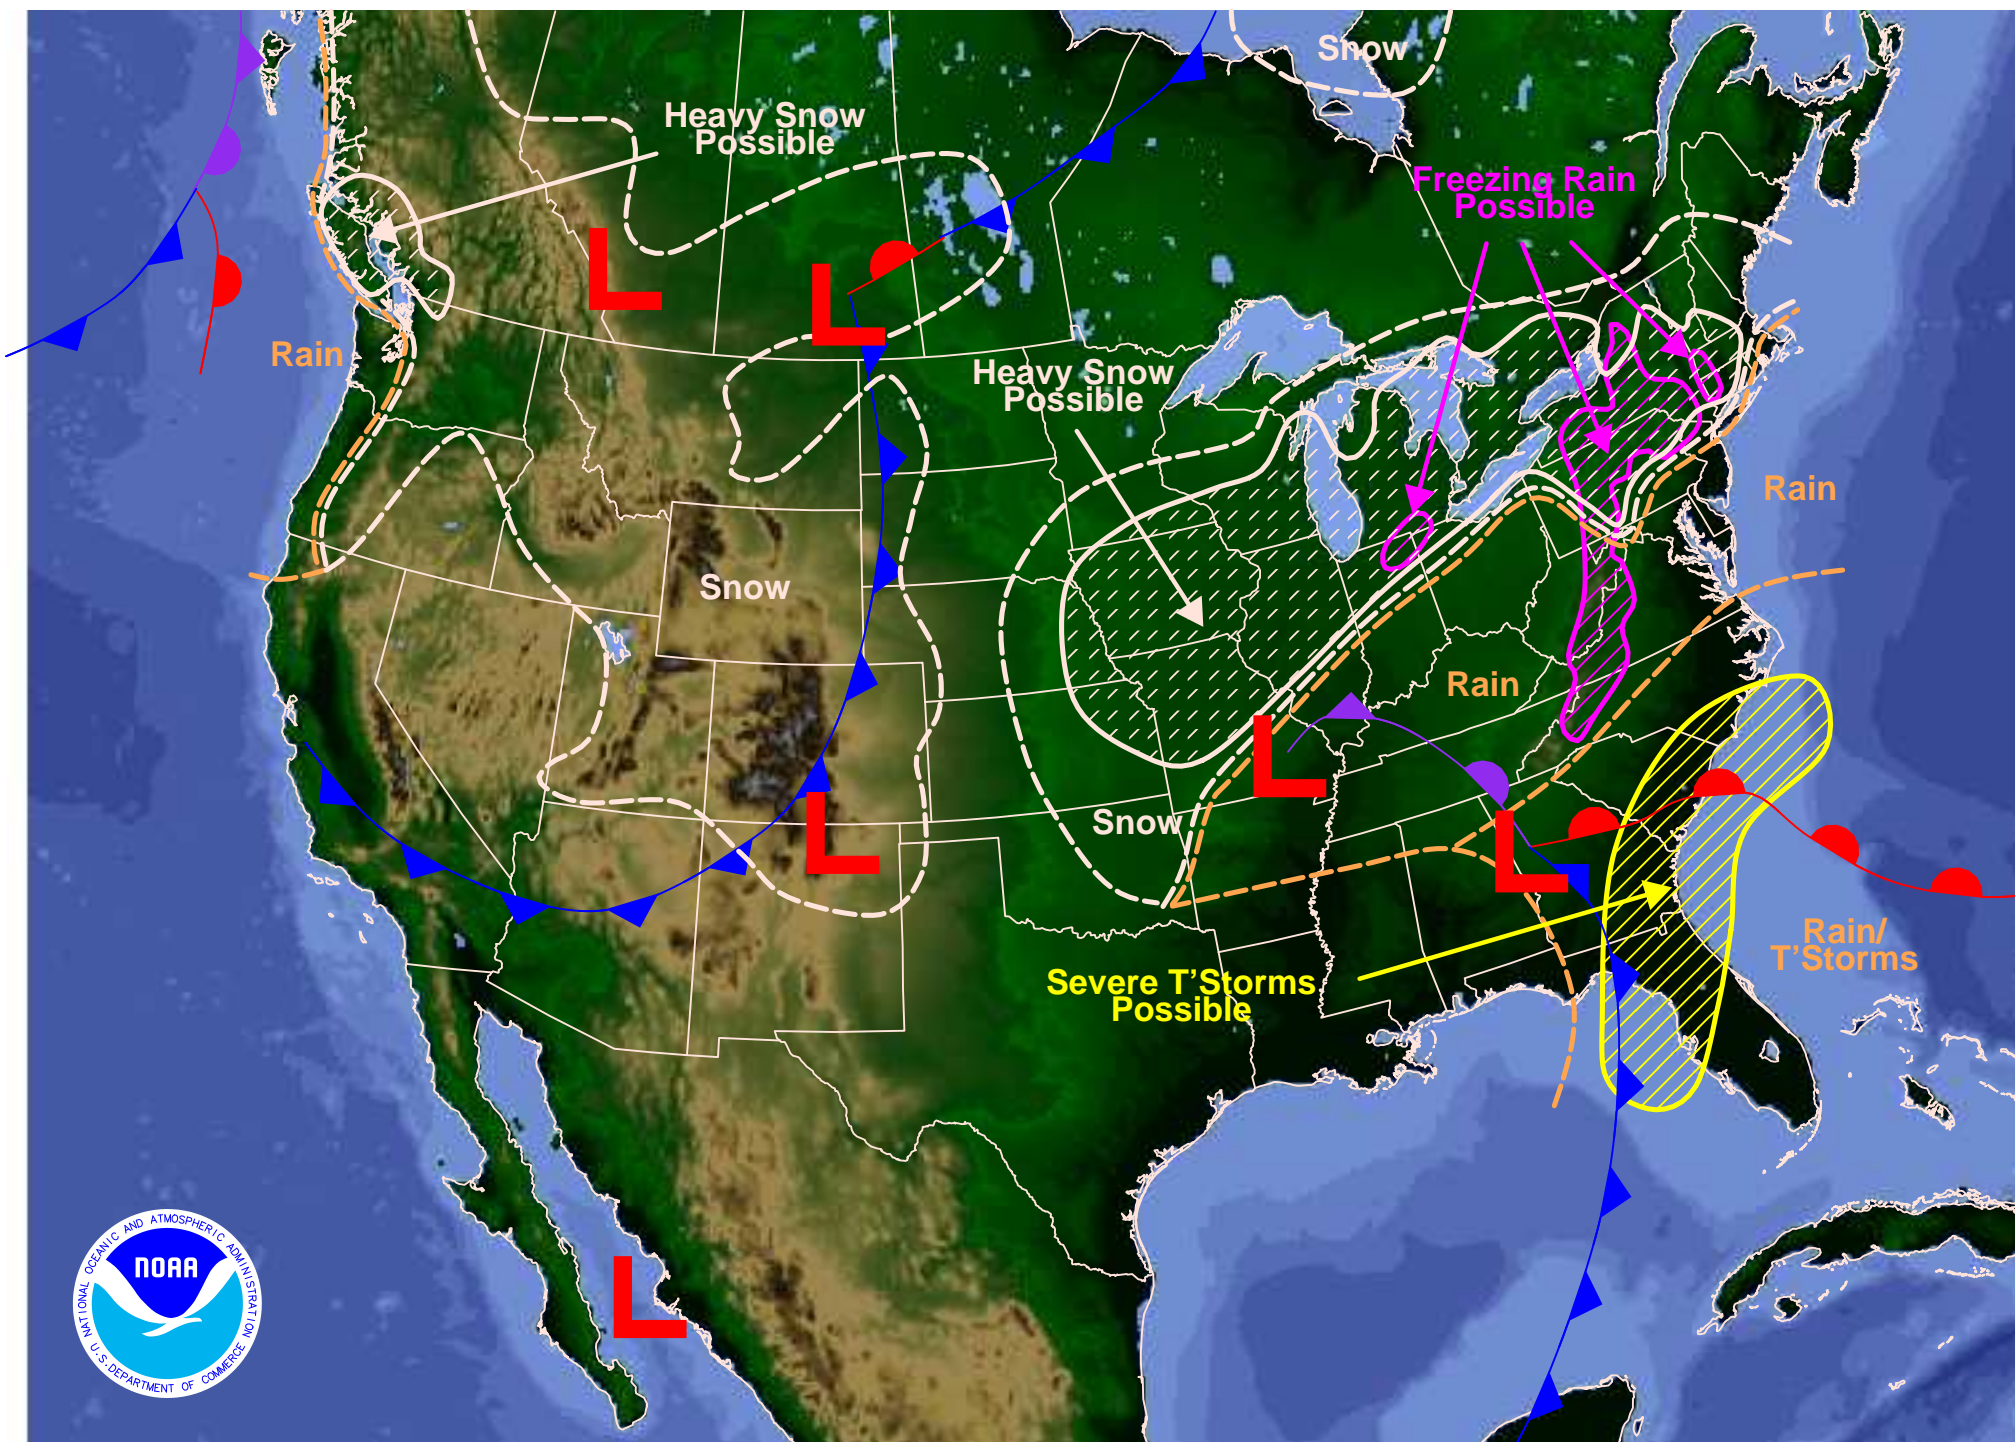 Snow
Heavy Snow
Possible
Freezing Rain
Possible
Rain
Heavy Snow
Possible
Rain
Snow
Rain
L
L
L
L
L
L
Snow
Rain/
T'Storms
Severe T'Storms
Possible
NATIONAL OCEANIC AND ATMOSPHERIC ADMINISTRATION
NOAA
U.S. DEPARTMENT OF COMMERCE